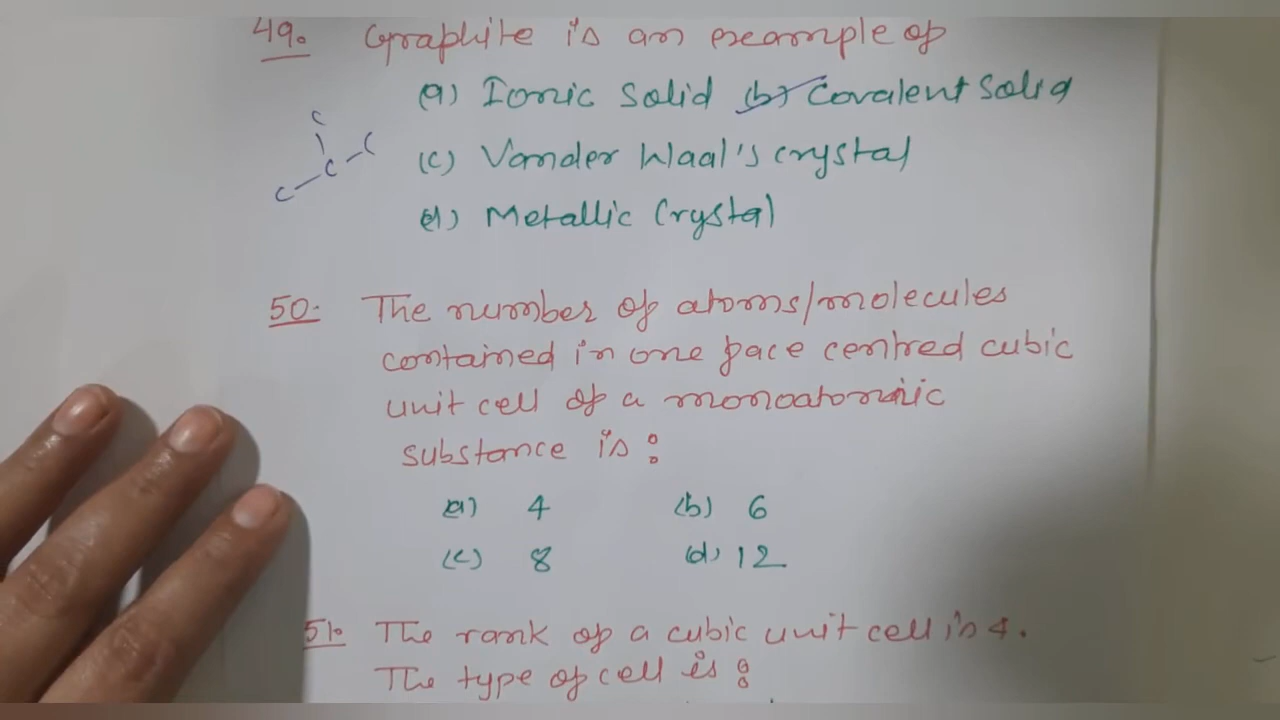 49. Graphite is an example of
(a) Ionic Solid (b) Covalent Solid
(c) Vander Waal's crystal
(d) Metallic Crystal
C
C C
C
50. The number of atoms/molecules
contained in one face centred cubic
unit cell of a monoatomic
substance is:
(a) 4 (b) 6
(c) 8 (d) 12
51. The rank of a cubic unit cell is 4.
The type of cell is: